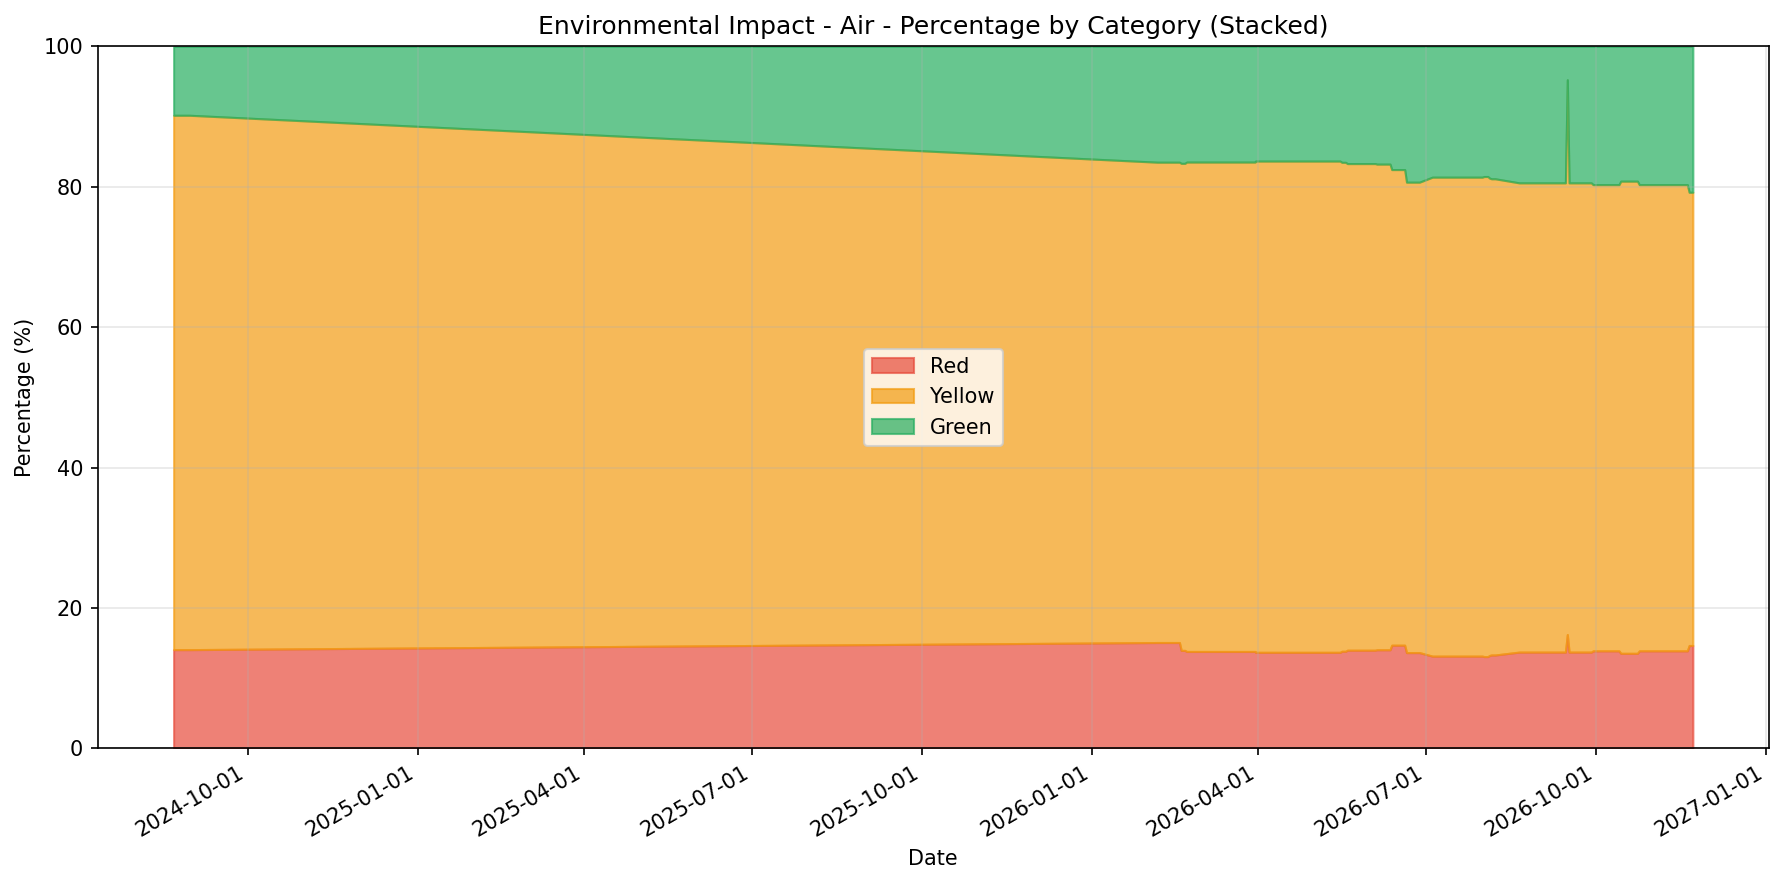 Environmental Impact - Air - Percentage by Category (Stacked)
Percentage (%)
100
80
60
40
20
0
Red
Yellow
Green
2024-10-01
2025-01-01
2025-04-01
2025-07-01
2025-10-01
2026-01-01
2026-04-01
2026-07-01
2026-10-01
2027-01-01
Date